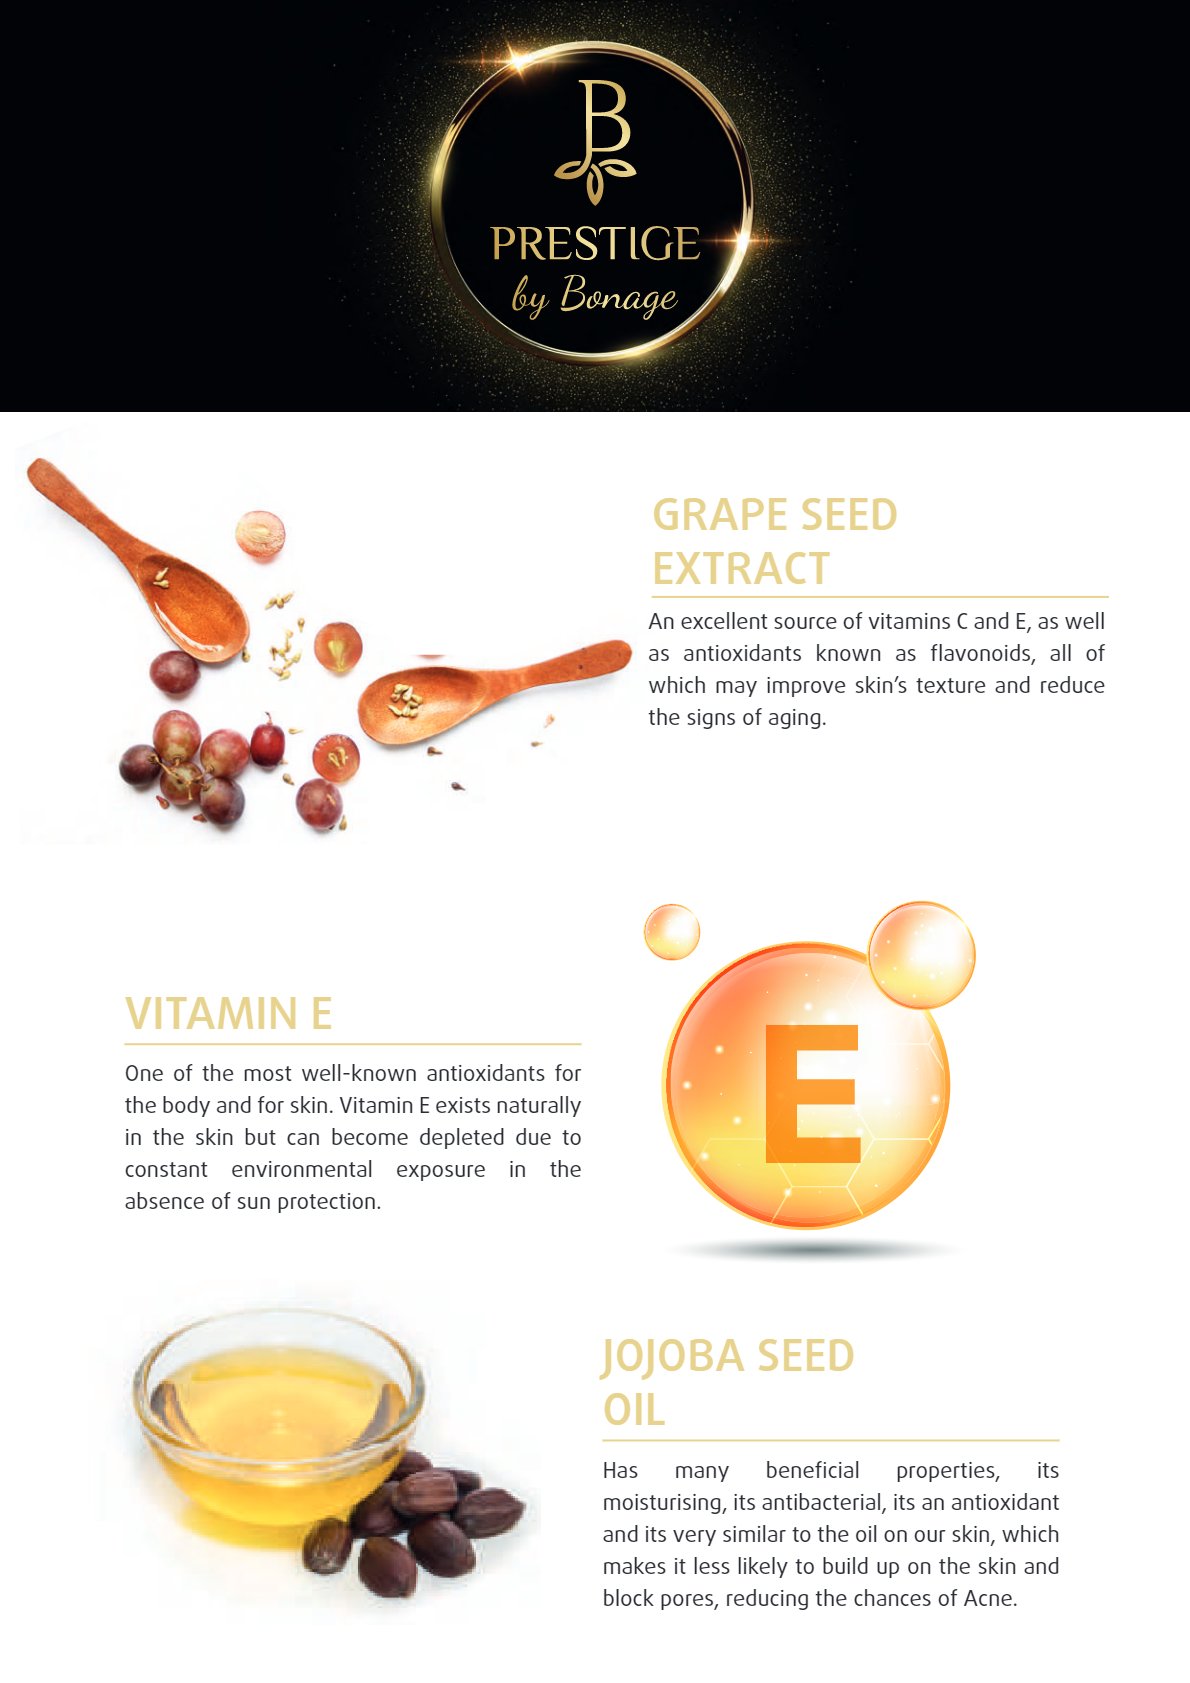 B
PRESTIGE
by Bonage
GRAPE SEED
EXTRACT
An excellent source of vitamins C and E, as well
as antioxidants known as flavonoids, all of
which may improve skin’s texture and reduce
the signs of aging.
VITAMIN E
One of the most well-known antioxidants for
the body and for skin. Vitamin E exists naturally
in the skin but can become depleted due to
constant environmental exposure in the
absence of sun protection.
E
JOJOBA SEED
OIL
Has many beneficial properties, its
moisturising, its antibacterial, its an antioxidant
and its very similar to the oil on our skin, which
makes it less likely to build up on the skin and
block pores, reducing the chances of Acne.